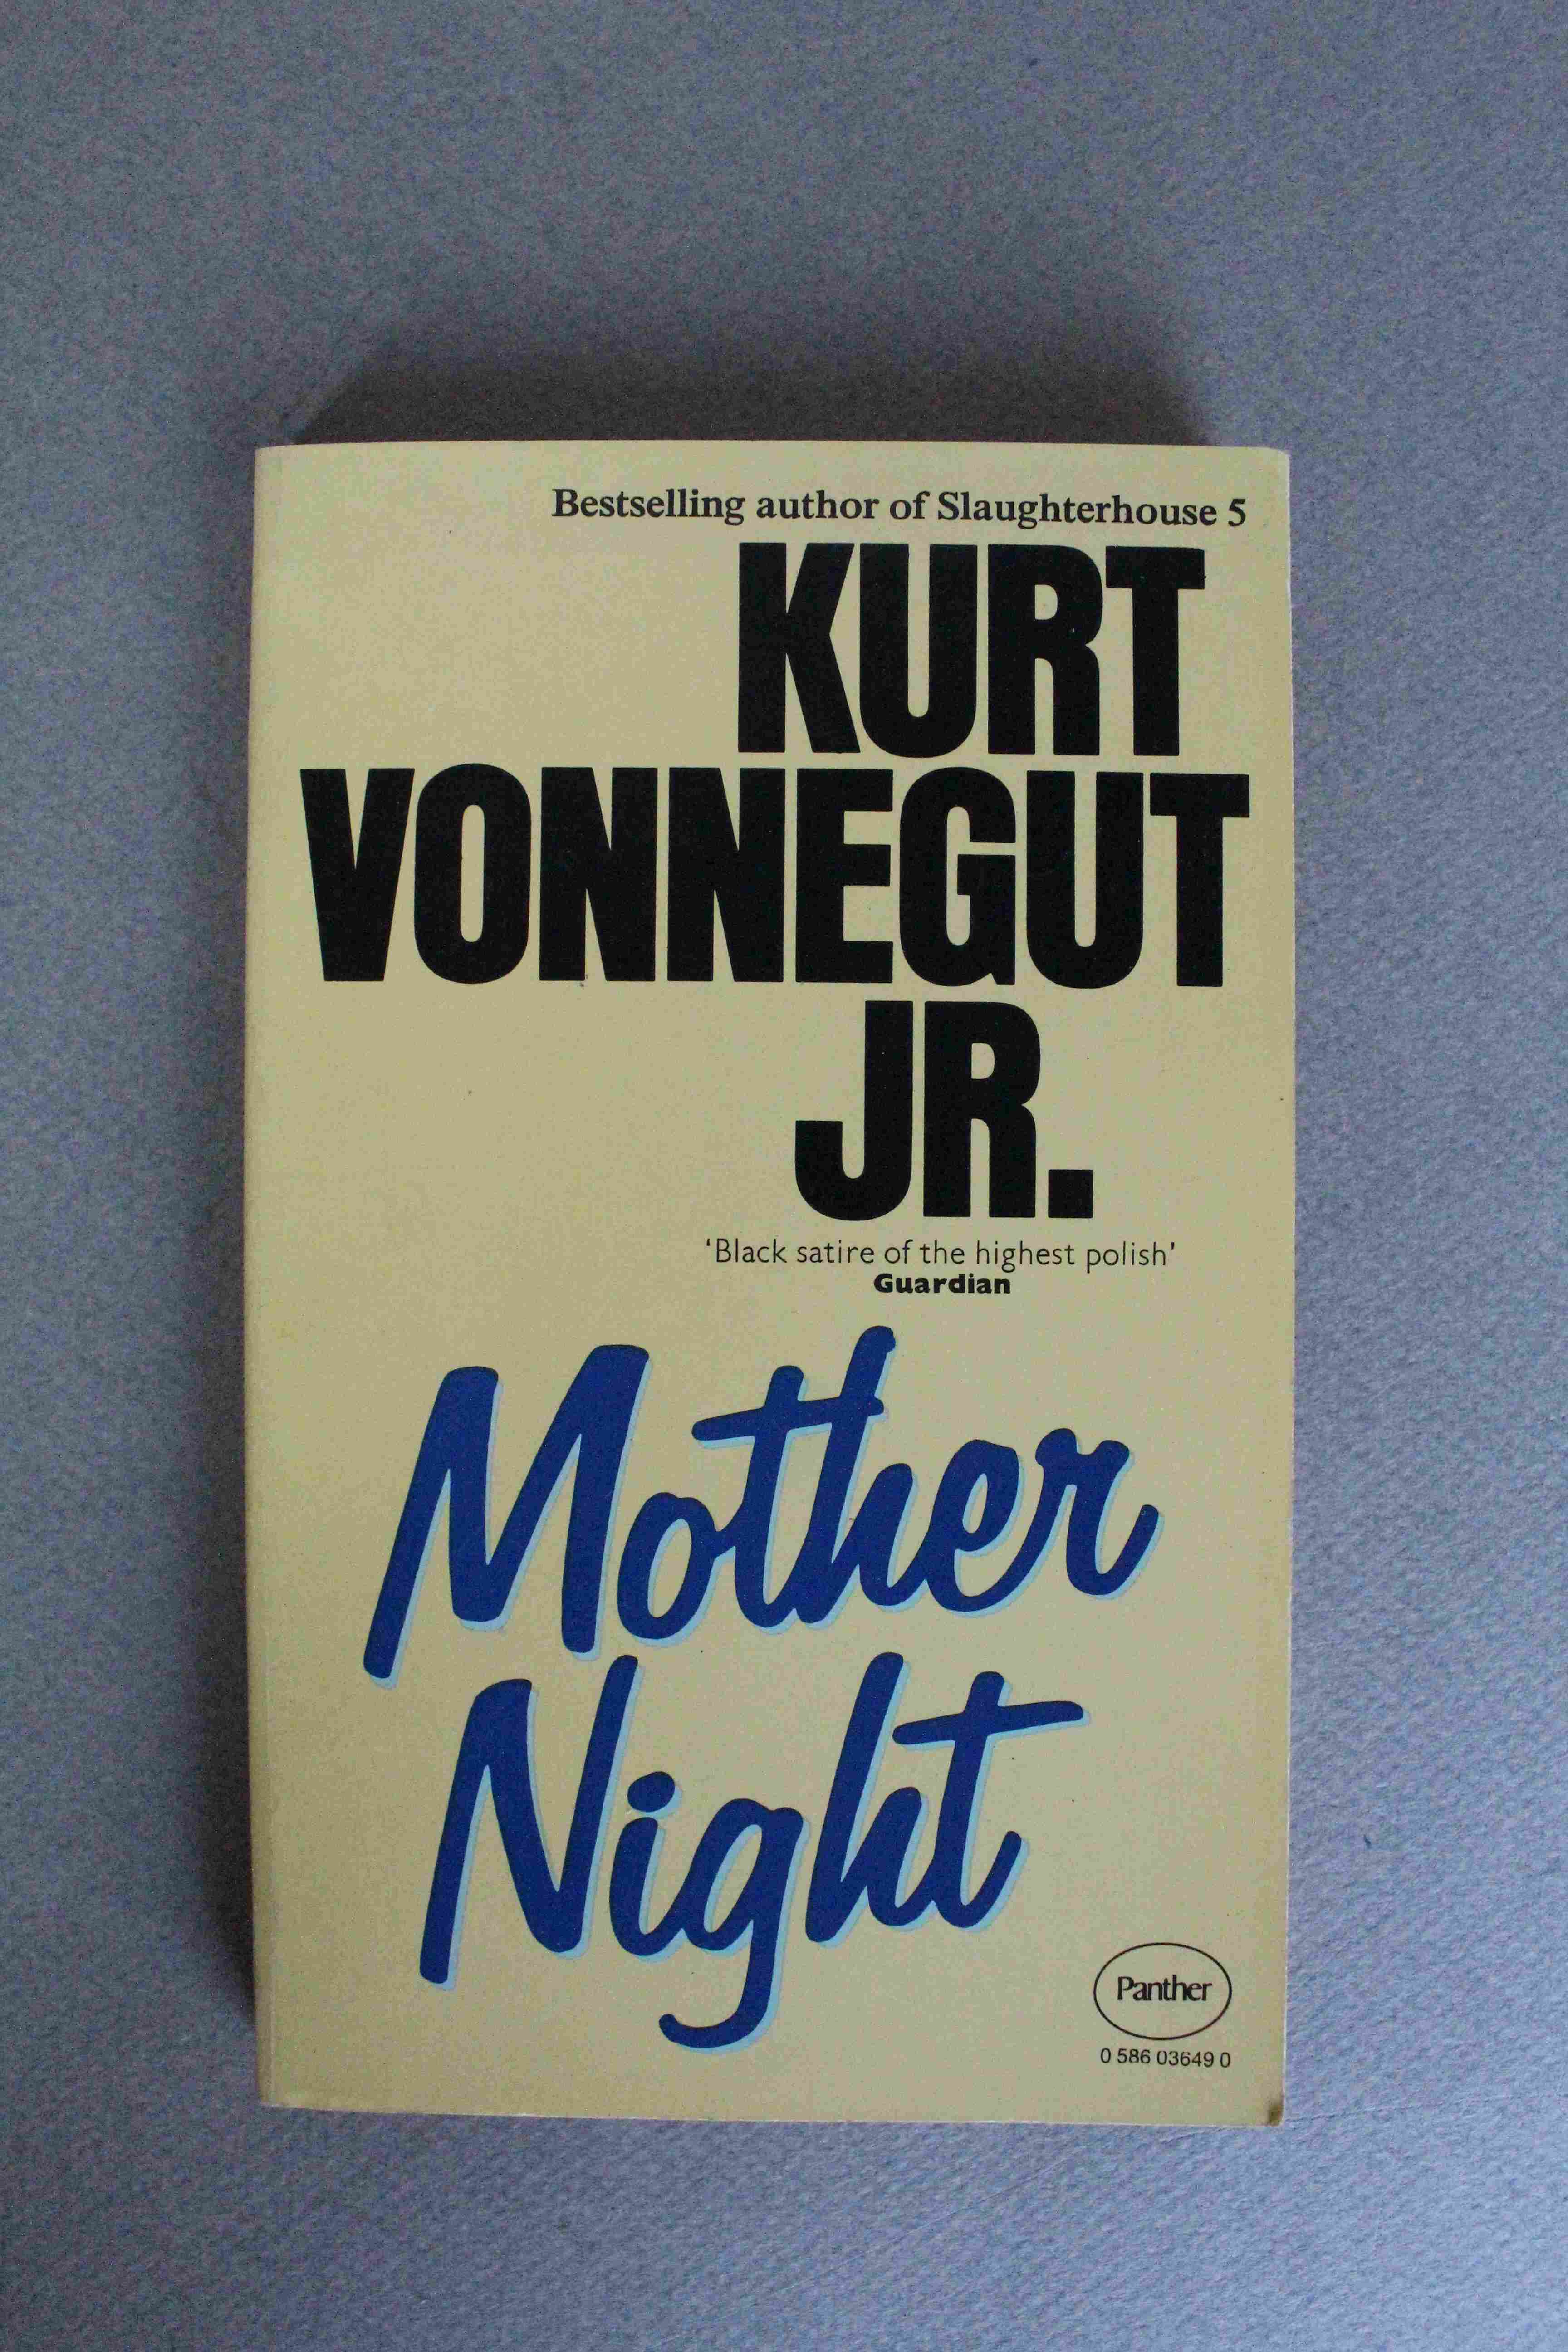 Bestselling author of Slaughterhouse 5
KURT
VONNEGUT
JR.
‘Black satire of the highest polish’
Guardian
Mother
Night
Panther
0 586 03649 0